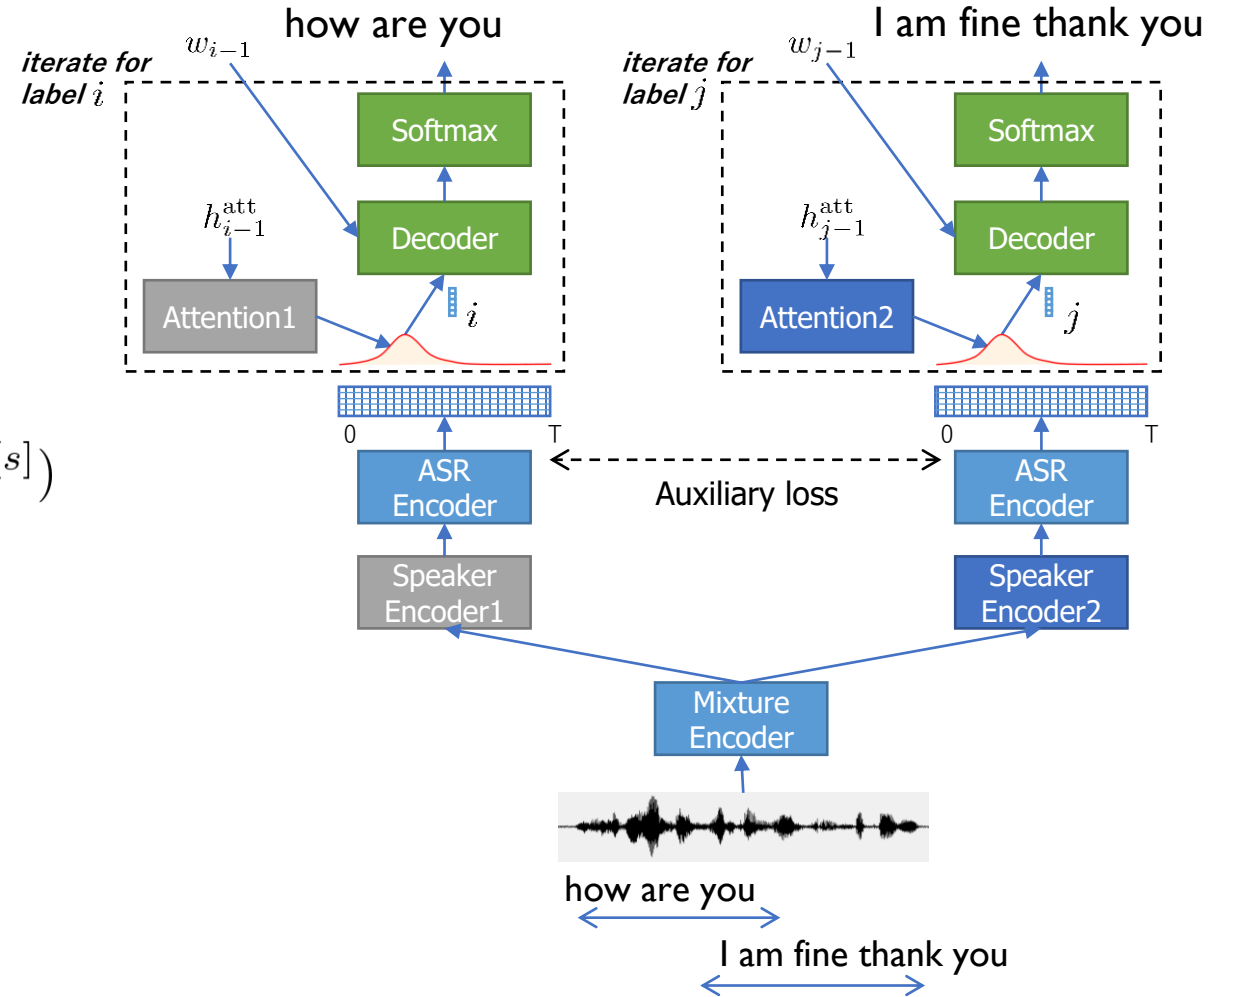 how are you
I am fine thank you
w_{i-1}
w_{j-1}
iterate for
label i
iterate for
label j
Softmax
Softmax
h_{i-1}^{att}
h_{j-1}^{att}
Decoder
Decoder
Attention1
i
Attention2
j
0
T
0
T
s])
ASR
Encoder
Auxiliary loss
ASR
Encoder
Speaker
Encoder1
Speaker
Encoder2
Mixture
Encoder
how are you
I am fine thank you